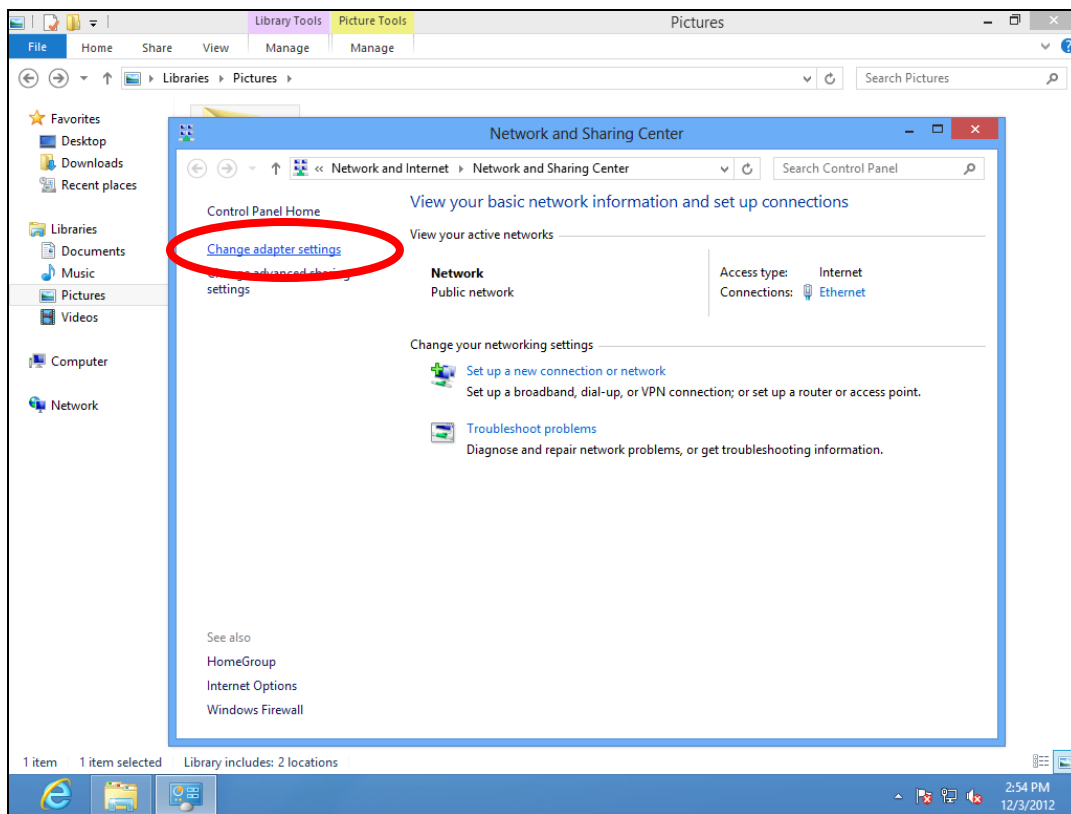 Library Tools Picture Tools Pictures
File Home Share View Manage Manage
Libraries Pictures Search Pictures
Favorites
Desktop
Downloads
Recent places
Libraries
Documents
Music
Pictures
Videos
Computer
Network
Network and Sharing Center
« Network and Internet Network and Sharing Center Search Control Panel
Control Panel Home
Change adapter settings
Change advanced sharing
settings
View your basic network information and set up connections
View your active networks
Network
Public network
Access type: Internet
Connections: Ethernet
Change your networking settings
Set up a new connection or network
Set up a broadband, dial-up, or VPN connection; or set up a router or access point.
Troubleshoot problems
Diagnose and repair network problems, or get troubleshooting information.
See also
HomeGroup
Internet Options
Windows Firewall
1 item 1 item selected Library includes: 2 locations
2:54 PM
12/3/2012